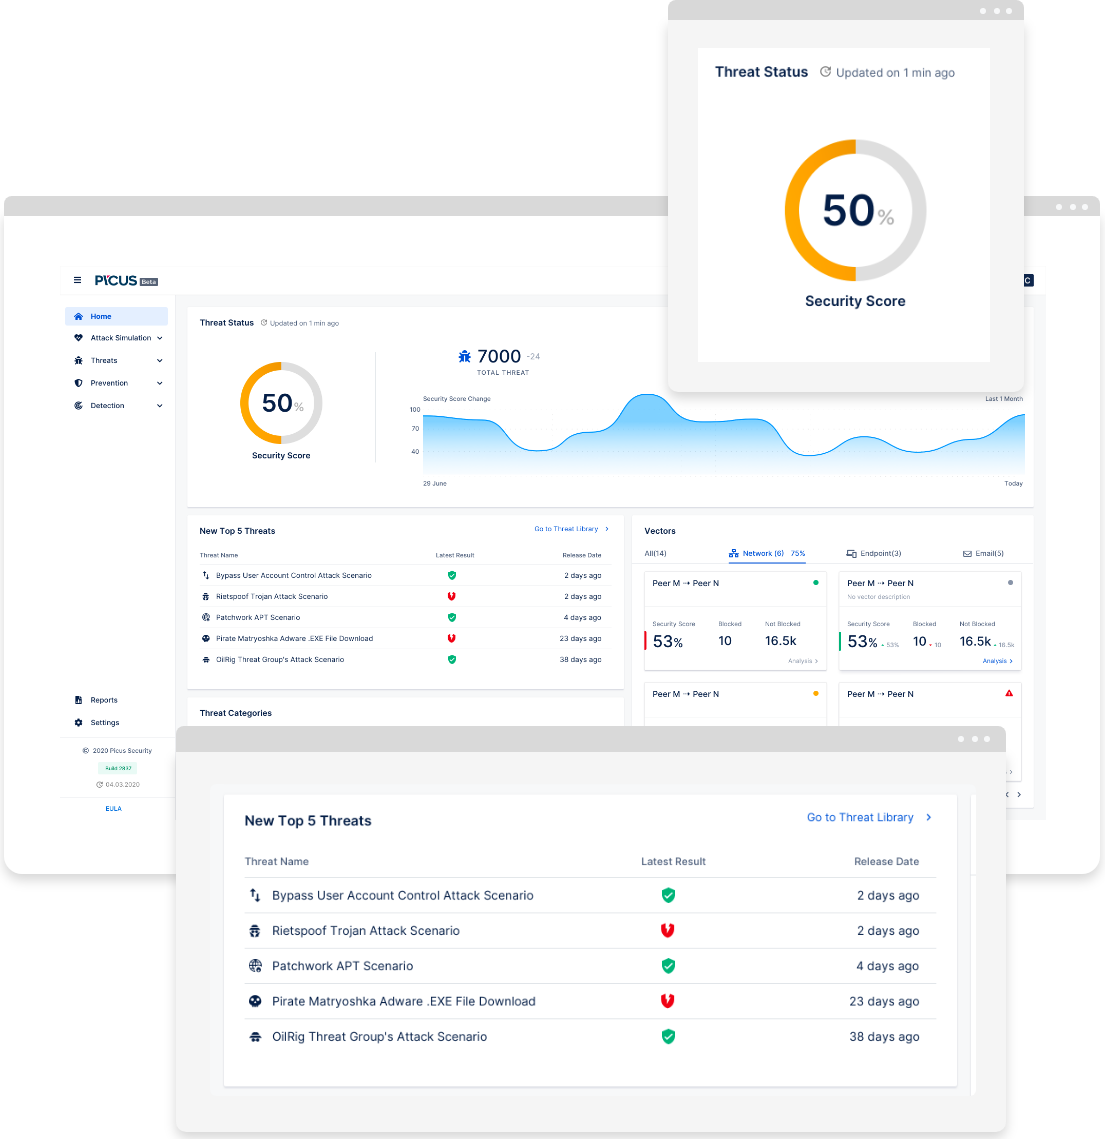 Threat Status Updated on 1 min ago
50%
Security Score
PICUS Beta
C
Home
Attack Simulation
Threats
Prevention
Detection
Reports
Settings
© 2020 Picus Security
Build 2837
04.03.2020
EULA
Threat Status Updated on 1 min ago
50%
Security Score
7000 -24
TOTAL THREAT
Security Score Change Last 1 Month
100
70
40
29 June Today
New Top 5 Threats Go to Threat Library
Threat Name Latest Result Release Date
Bypass User Account Control Attack Scenario 2 days ago
Rietspoof Trojan Attack Scenario 2 days ago
Patchwork APT Scenario 4 days ago
Pirate Matryoshka Adware .EXE File Download 23 days ago
OilRig Threat Group's Attack Scenario 38 days ago
Threat Categories
Vectors
All(14) Network (6) 75% Endpoint(3) Email(5)
Peer M ⇢ Peer N
Security Score Blocked Not Blocked
53% 10 16.5k
Analysis
Peer M ⇢ Peer N
No vector description
Security Score Blocked Not Blocked
53% 53% 10 10 16.5k 16.5k
Analysis
Peer M ⇢ Peer N
Peer M ⇢ Peer N
New Top 5 Threats Go to Threat Library
Threat Name Latest Result Release Date
Bypass User Account Control Attack Scenario 2 days ago
Rietspoof Trojan Attack Scenario 2 days ago
Patchwork APT Scenario 4 days ago
Pirate Matryoshka Adware .EXE File Download 23 days ago
OilRig Threat Group's Attack Scenario 38 days ago